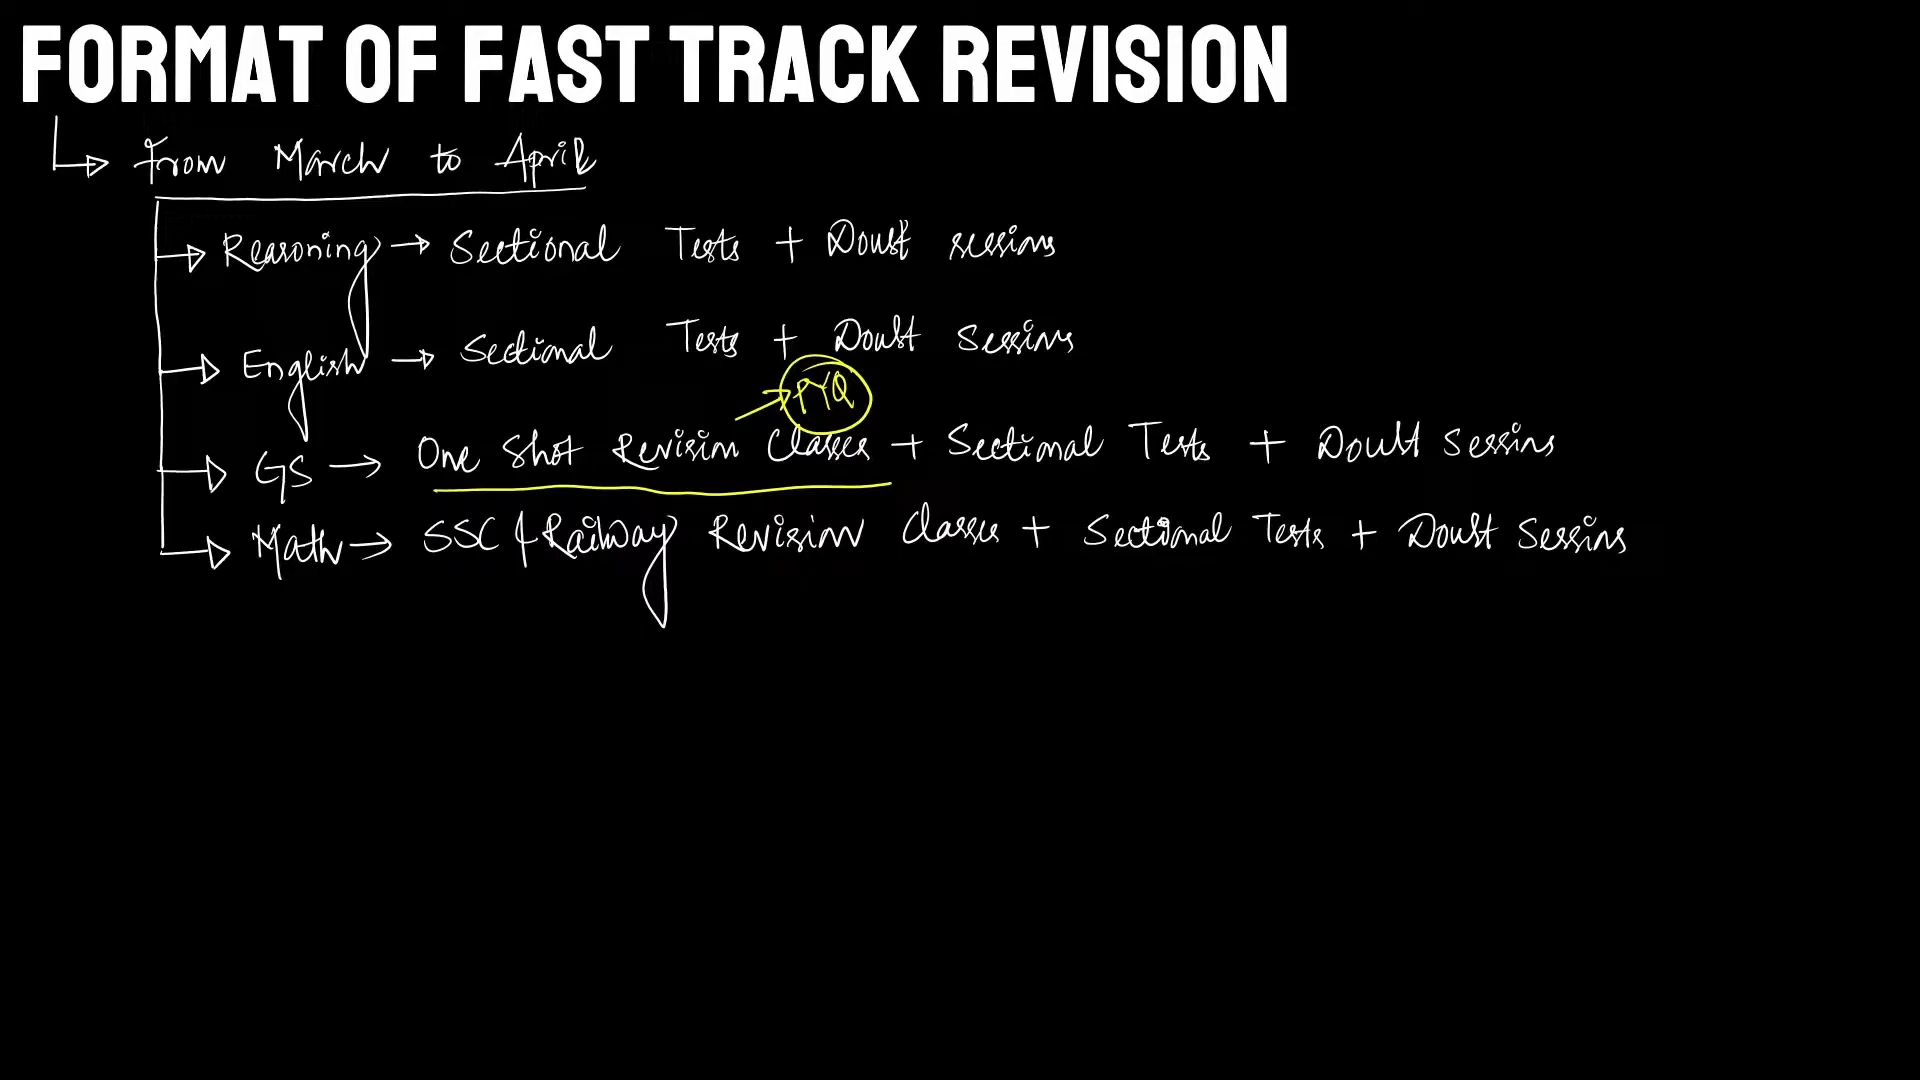 FORMAT OF FAST TRACK REVISION
from March to April
Reasoning → Sectional Tests + Doubt sessions
English → Sectional Tests + Doubt Sessions
PYQ
GS → One Shot Revision Classes + Sectional Tests + Doubt Sessions
Math → SSC & Railway Revision Classes + Sectional Tests + Doubt Sessions